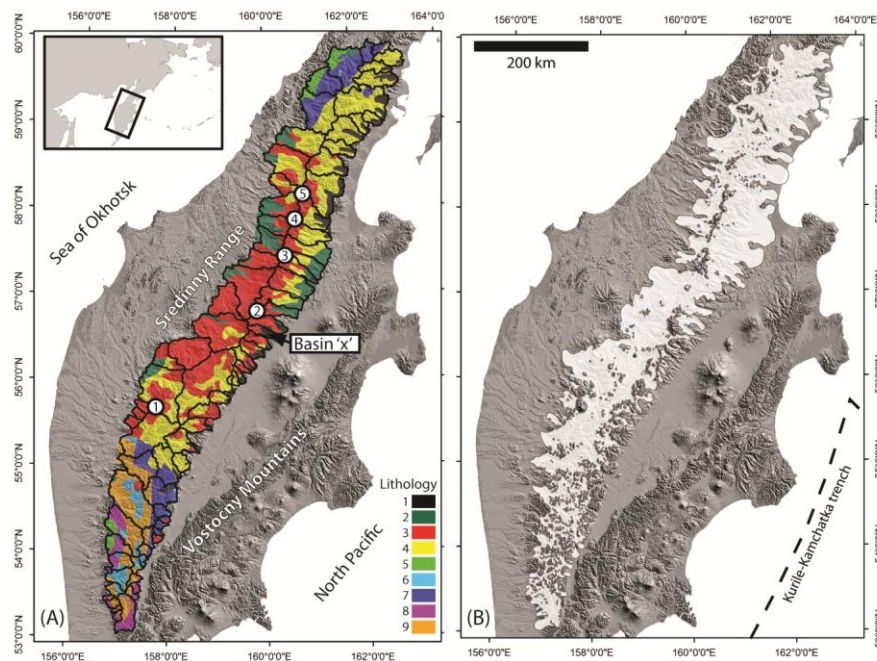 156°0'0"E
158°0'0"E
160°0'0"E
162°0'0"E
164°0'0"E
60°0'0"N
59°0'0"N
58°0'0"N
57°0'0"N
56°0'0"N
55°0'0"N
54°0'0"N
53°0'0"N
Sea of Okhotsk
Sredinny Range
5
4
3
2
1
Basin 'x'
Vostocny Mountains
North Pacific
Lithology
1
2
3
4
5
6
7
8
9
(A)
156°0'0"E
158°0'0"E
160°0'0"E
162°0'0"E
156°0'0"E
158°0'0"E
160°0'0"E
162°0'0"E
164°0'0"E
200 km
Kurile-Kamchatka trench
(B)
156°0'0"E
158°0'0"E
160°0'0"E
162°0'0"E